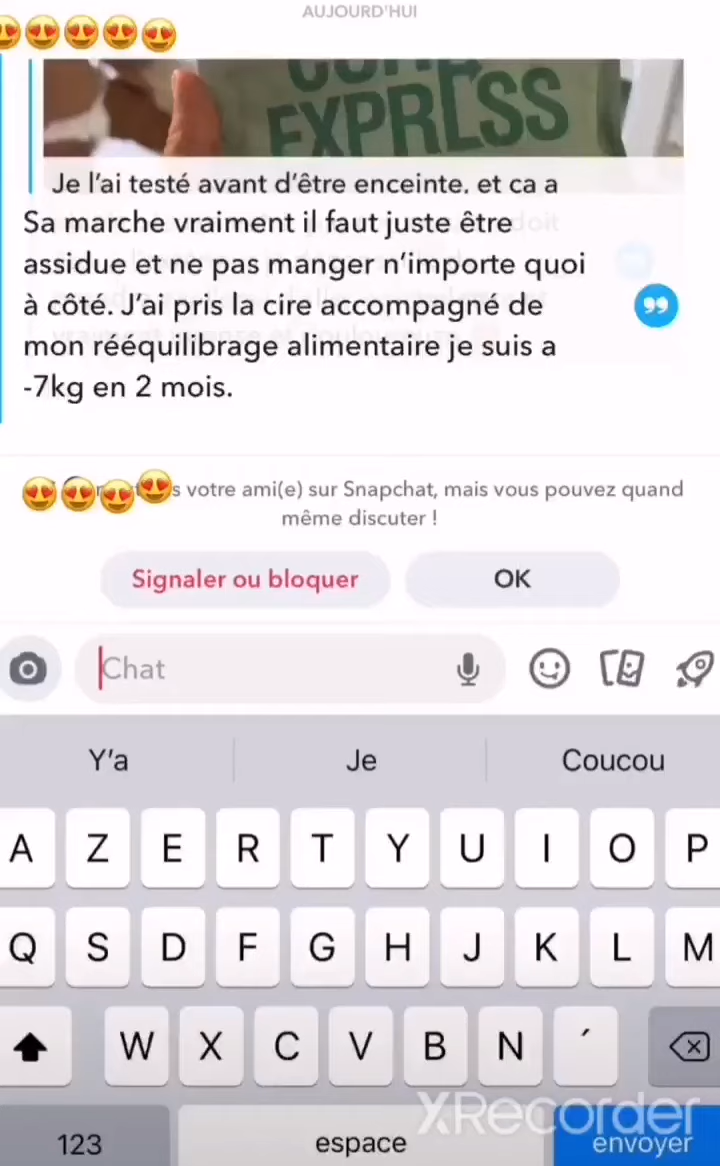 AUJOURD'HUI
EXPRESS
Je l'ai testé avant d'être enceinte. et ca a
Sa marche vraiment il faut juste être
assidue et ne pas manger n'importe quoi
à côté. J'ai pris la cire accompagné de
mon rééquilibrage alimentaire je suis a
-7kg en 2 mois.
votre ami(e) sur Snapchat, mais vous pouvez quand
même discuter !
Signaler ou bloquer
OK
Chat
Y'a
Je
Coucou
A Z E R T Y U I O P
Q S D F G H J K L M
W X C V B N ´
XRecorder
123
espace
envoyer